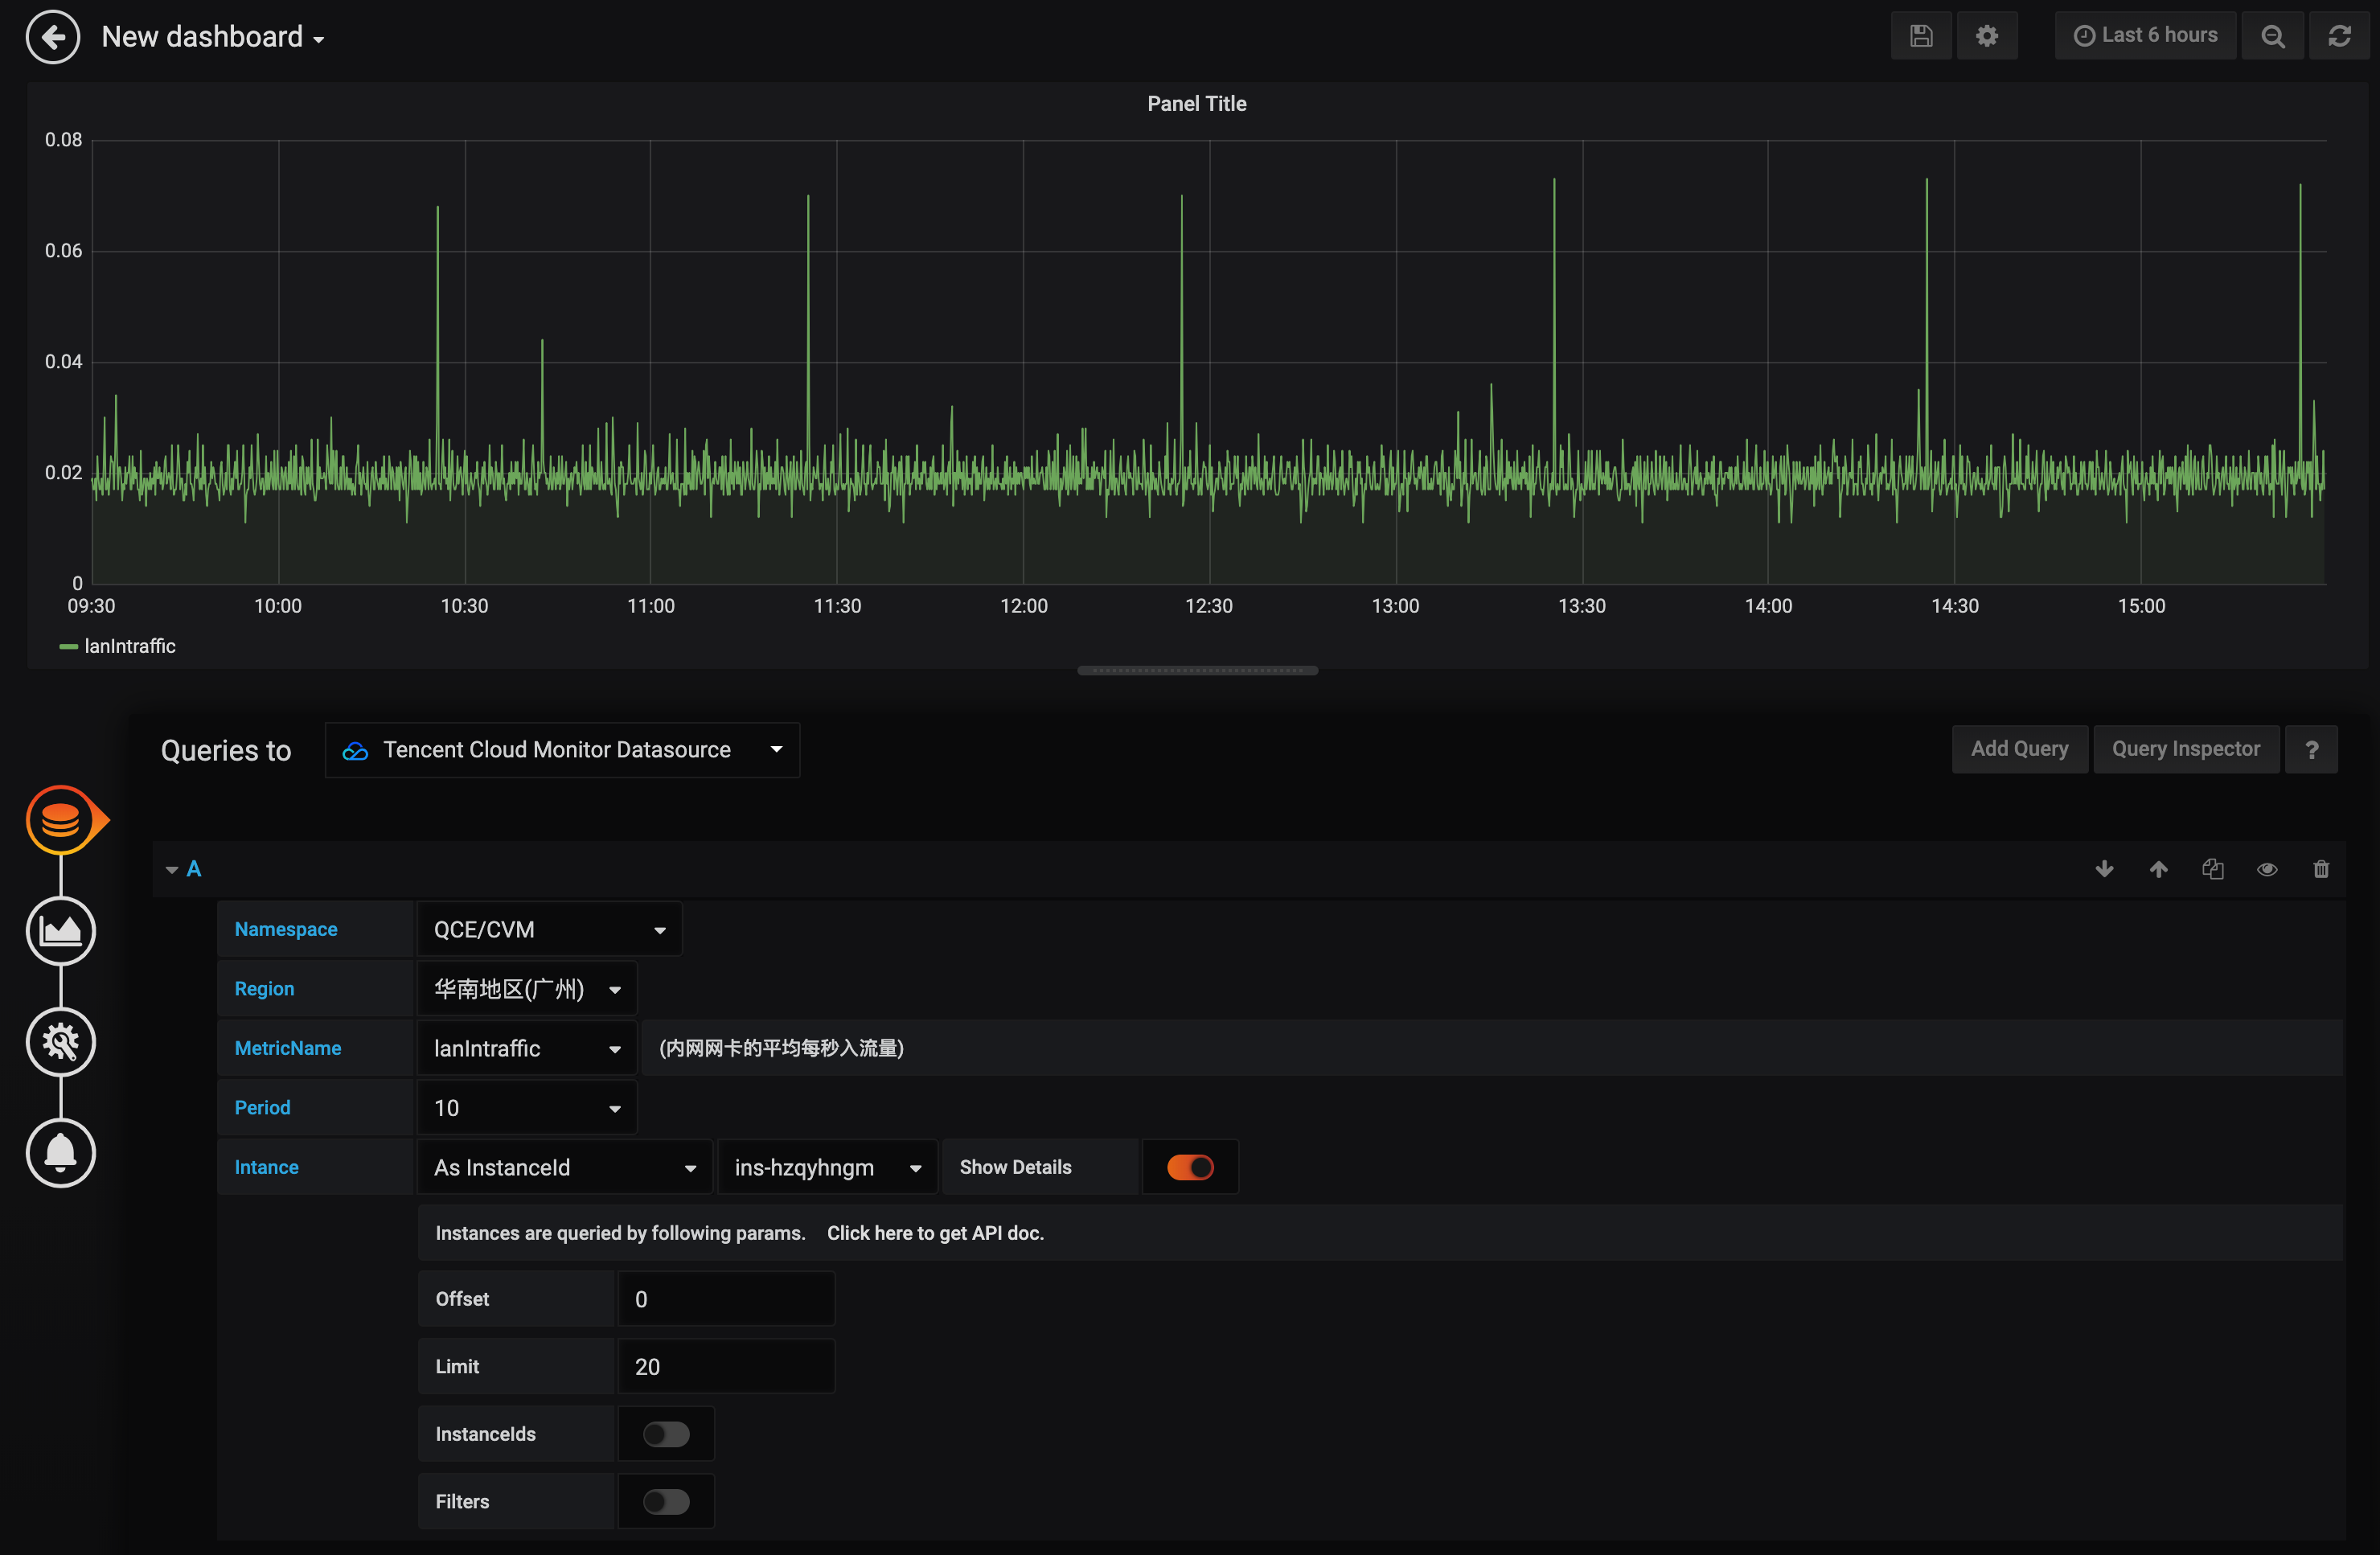 New dashboard
Last 6 hours
Panel Title
0.08
0.06
0.04
0.02
0
09:30 10:00 10:30 11:00 11:30 12:00 12:30 13:00 13:30 14:00 14:30 15:00
lanIntraffic
Queries to Tencent Cloud Monitor Datasource Add Query Query Inspector ?
A
Namespace QCE/CVM
Region 华南地区(广州)
MetricName lanIntraffic (内网网卡的平均每秒入流量)
Period 10
Intance As InstanceId ins-hzqyhngm Show Details
Instances are queried by following params. Click here to get API doc.
Offset 0
Limit 20
InstanceIds
Filters